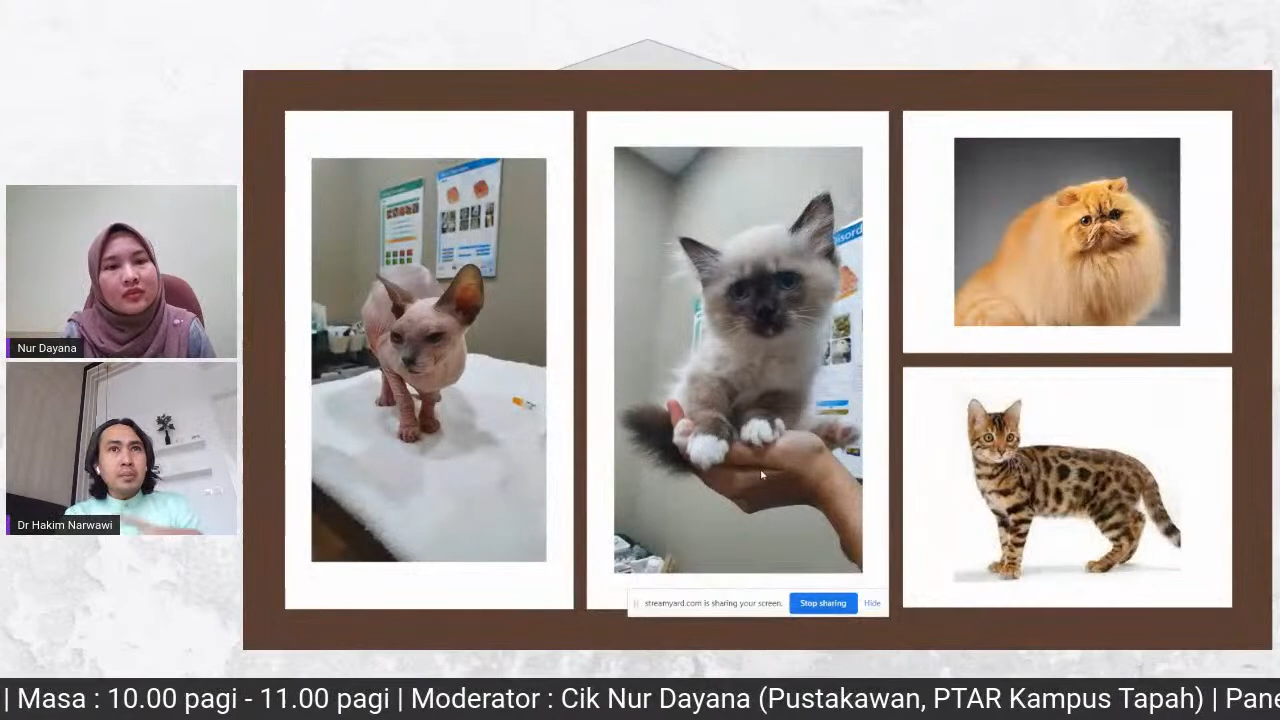 Nur Dayana
Dr Hakim Narwawi
streamyard.com is sharing your screen.
Stop sharing
Hide
| Masa : 10.00 pagi - 11.00 pagi | Moderator : Cik Nur Dayana (Pustakawan, PTAR Kampus Tapah) | Pane